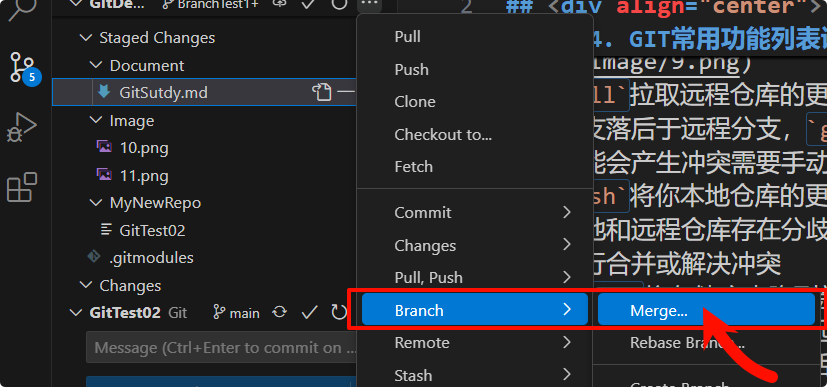 GitDe... BranchTest1+
Staged Changes
Document
GitSutdy.md
Image
10.png
11.png
MyNewRepo
GitTest02
.gitmodules
Changes
GitTest02 Git main
Message (Ctrl+Enter to commit on ...
5
Pull
Push
Clone
Checkout to...
Fetch
Commit
Changes
Pull, Push
Branch
Remote
Stash
Merge...
Rebase Branch...
Create Branch
2 ## <div align="center">
4. GIT常用功能列表
image/9.png)
ll`拉取远程仓库的更
支落后于远程分支，`g
能会产生冲突需要手动
sh`将你本地仓库的更
地和远程仓库存在分歧
行合并或解决冲突